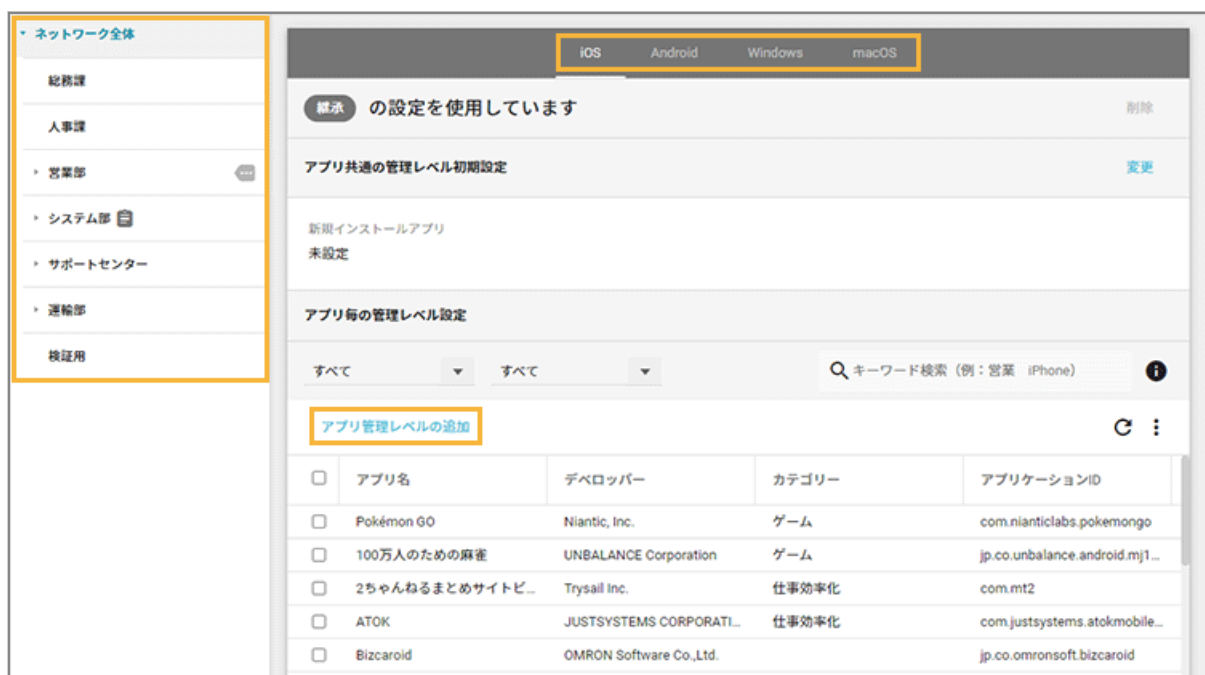 ネットワーク全体
総務課
人事課
営業部
システム部
サポートセンター
運輸部
検証用
iOS Android Windows macOS
継承 の設定を使用しています 削除
アプリ共通の管理レベル初期設定 変更
新規インストールアプリ
未設定
アプリ毎の管理レベル設定
すべて すべて キーワード検索（例：営業 iPhone）
アプリ管理レベルの追加
アプリ名 デベロッパー カテゴリー アプリケーションID
Pokémon GO Niantic, Inc. ゲーム com.nianticlabs.pokemongo
100万人のための麻雀 UNBALANCE Corporation ゲーム jp.co.unbalance.android.mj1...
2ちゃんねるまとめサイトビ... Trysail Inc. 仕事効率化 com.mt2
ATOK JUSTSYSTEMS CORPORATI... 仕事効率化 com.justsystems.atokmobile...
Bizcaroid OMRON Software Co.,Ltd. jp.co.omronsoft.bizcaroid